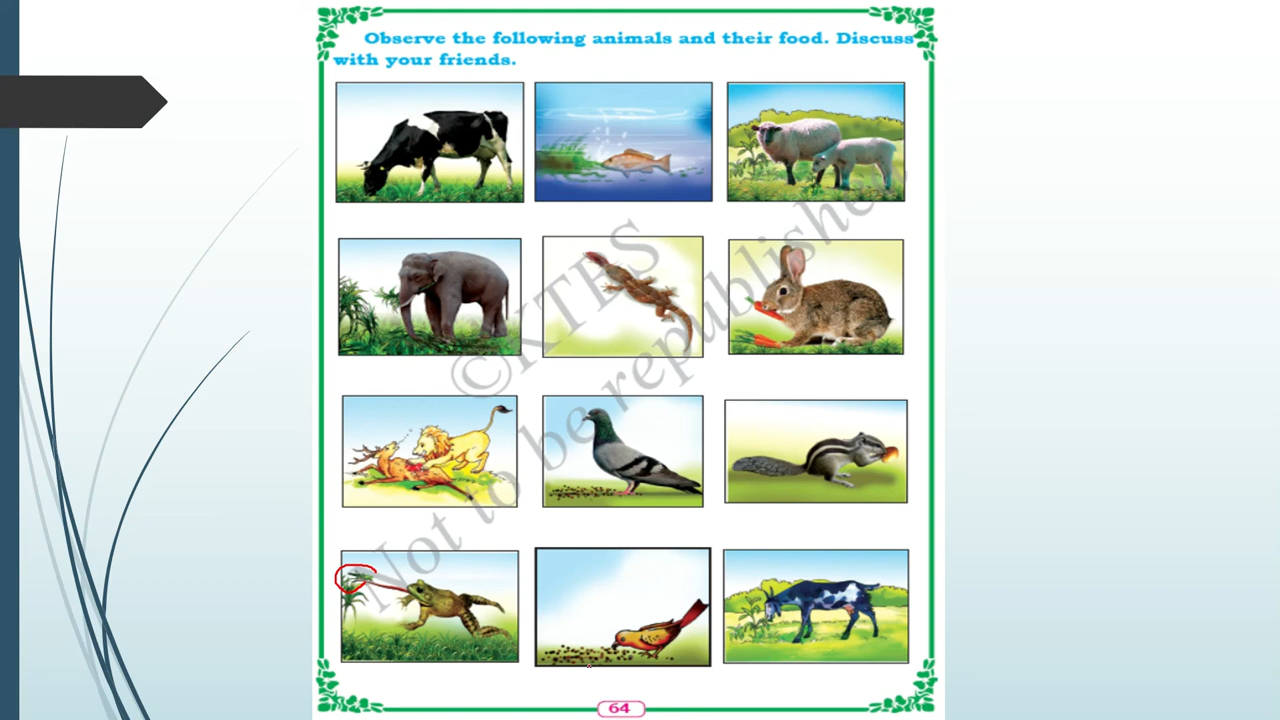 Observe the following animals and their food. Discuss
with your friends.
©KTBS
Not to be republished
64